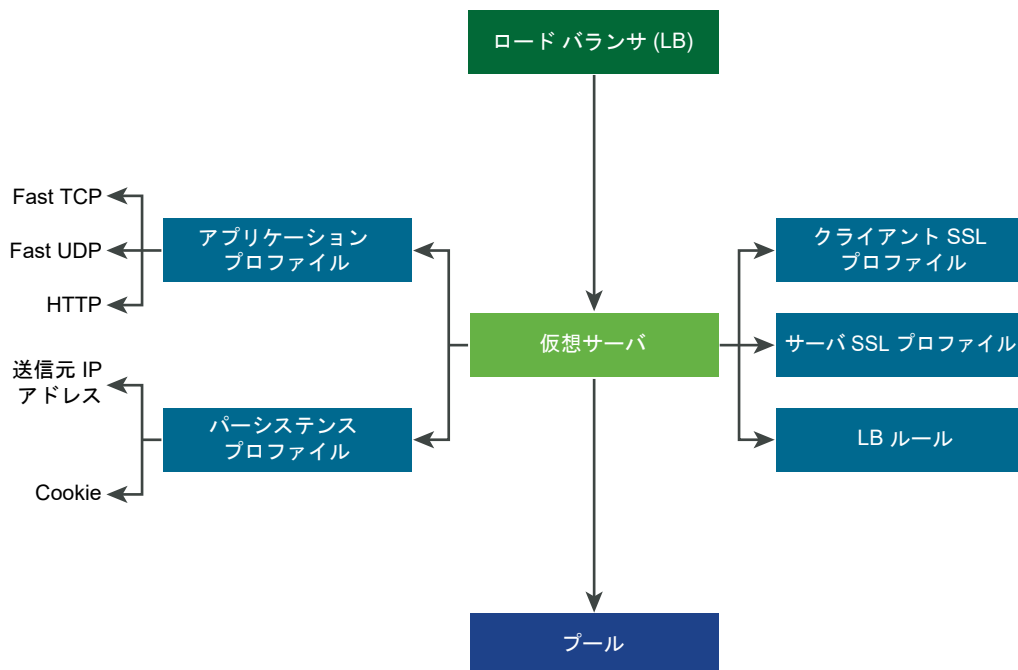 ロード バランサ (LB)
Fast TCP
Fast UDP
HTTP
アプリケーション
プロファイル
クライアント SSL
プロファイル
仮想サーバ
サーバ SSL プロファイル
送信元 IP
アドレス
Cookie
パーシステンス
プロファイル
LB ルール
プール